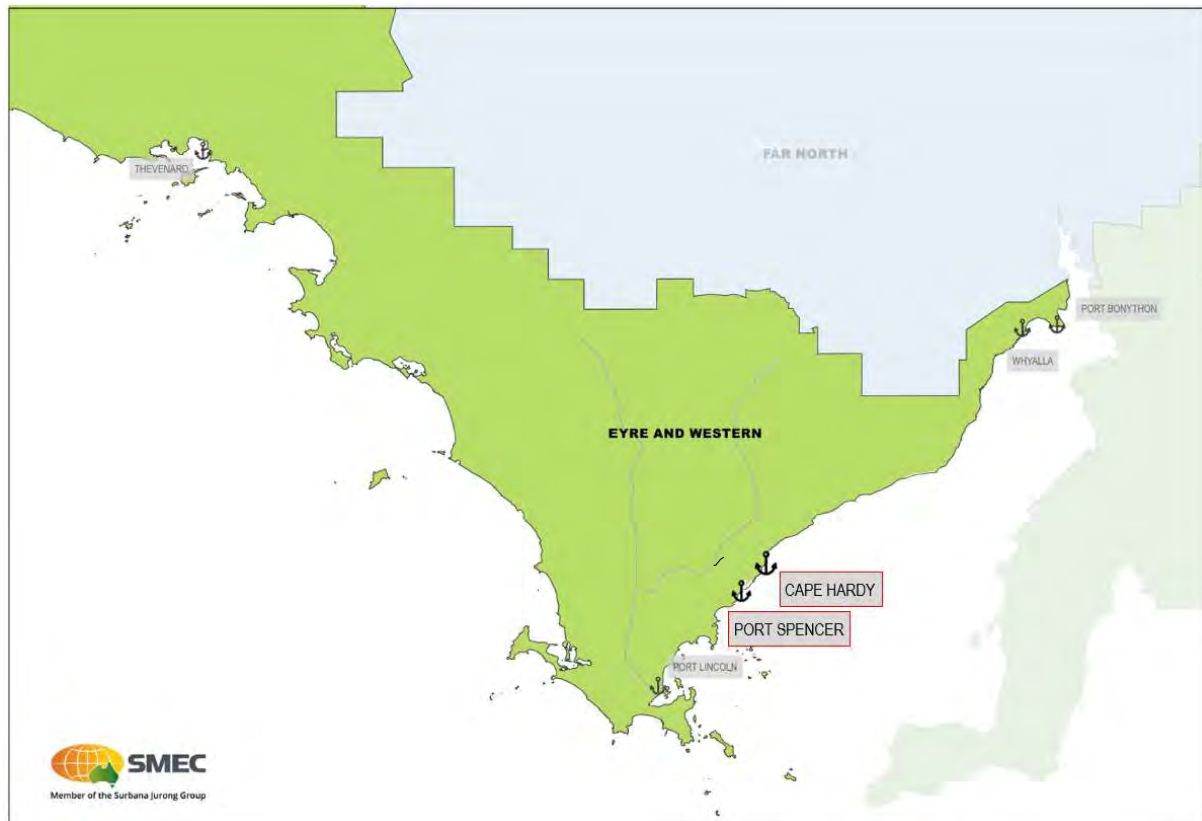 FAR NORTH
THEVENARD
PORT BONYTHON
WHYALLA
EYRE AND WESTERN
CAPE HARDY
PORT SPENCER
PORT LINCOLN
SMEC
Member of the Surbana Jurong Group